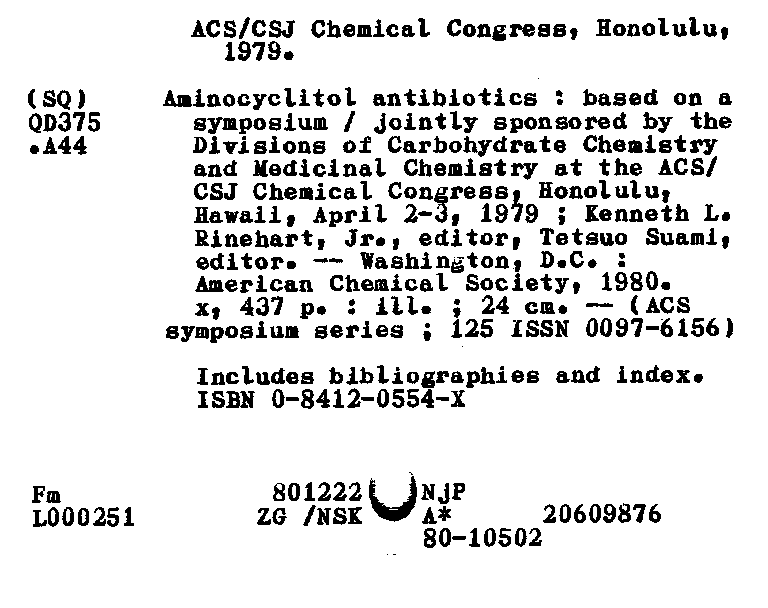 ACS/CSJ Chemical Congress, Honolulu,
1979.
(SQ) Aminocyclitol antibiotics : based on a
QD375 symposium / jointly sponsored by the
.A44 Divisions of Carbohydrate Chemistry
and Medicinal Chemistry at the ACS/
CSJ Chemical Congress, Honolulu,
Hawaii, April 2-3, 1979 ; Kenneth L.
Rinehart, Jr., editor, Tetsuo Suami,
editor. -- Washington, D.C. :
American Chemical Society, 1980.
x, 437 p. : ill. ; 24 cm. -- (ACS
symposium series ; 125 ISSN 0097-6156)
Includes bibliographies and index.
ISBN 0-8412-0554-X
Fm 801222 NJP
L000251 ZG /NSK A* 20609876
80-10502